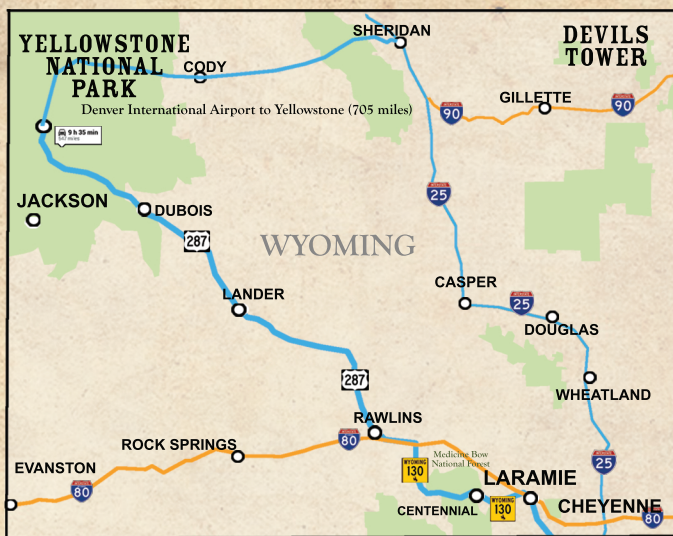 SHERIDAN
DEVILS
TOWER
YELLOWSTONE
NATIONAL
PARK
CODY
GILLETTE
90
90
Denver International Airport to Yellowstone (705 miles)
9 h 35 min
JACKSON
DUBOIS
25
287
WYOMING
CASPER
LANDER
25
DOUGLAS
287
WHEATLAND
RAWLINS
ROCK SPRINGS
80
Medicine Bow
National Forest
EVANSTON
WYOMING
130
25
LARAMIE
80
CENTENNIAL
WYOMING
130
CHEYENNE
80